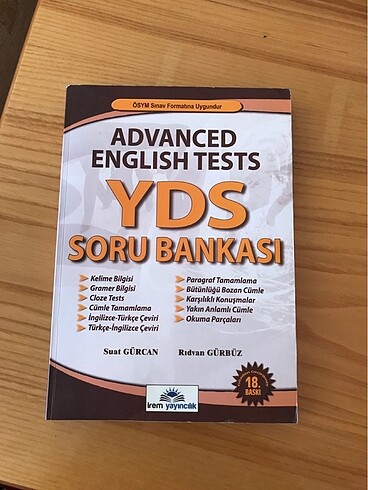 ÖSYM Sınav Formatına Uygundur
ADVANCED
ENGLISH TESTS
YDS
SORU BANKASI
Kelime Bilgisi
Gramer Bilgisi
Cloze Tests
Cümle Tamamlama
İngilizce-Türkçe Çeviri
Türkçe-İngilizce Çeviri
Paragraf Tamamlama
Bütünlüğü Bozan Cümle
Karşılıklı Konuşmalar
Yakın Anlamlı Cümle
Okuma Parçaları
Suat GÜRCAN
Rıdvan GÜRBÜZ
18.
BASKI
irem yayıncılık